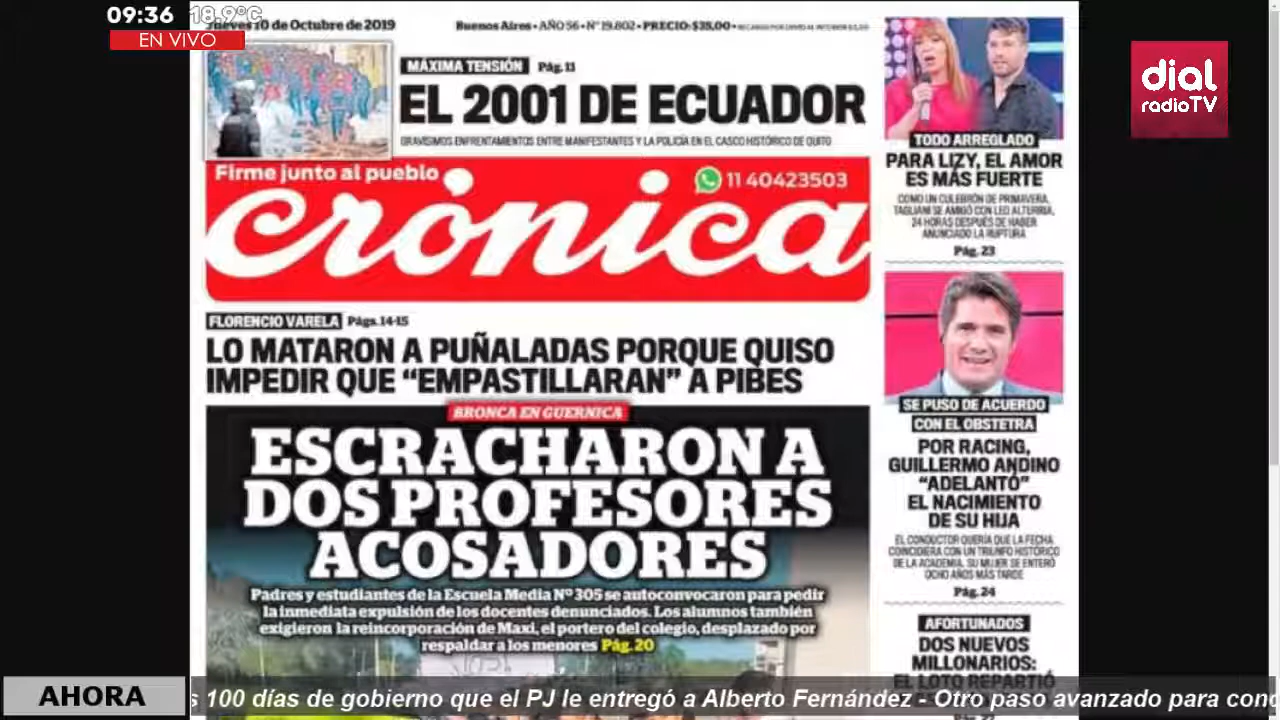 09:36 18.9°C
EN VIVO
Jueves 10 de Octubre de 2019
Buenos Aires • AÑO 56 • Nº 19.802 • PRECIO: $35,00
MÁXIMA TENSIÓN Pág. 11
EL 2001 DE ECUADOR
GRAVÍSIMOS ENFRENTAMIENTOS ENTRE MANIFESTANTES Y LA POLICÍA EN EL CASCO HISTÓRICO DE QUITO
Firme junto al pueblo
11 40423503
crónica
FLORENCIO VARELA Págs. 14-15
LO MATARON A PUÑALADAS PORQUE QUISO
IMPEDIR QUE “EMPASTILLARAN” A PIBES
BRONCA EN GUERNICA
ESCRACHARON A
DOS PROFESORES
ACOSADORES
Padres y estudiantes de la Escuela Media Nº 305 se autoconvocaron para pedir
la inmediata expulsión de los docentes denunciados. Los alumnos también
exigieron la reincorporación de Maxi, el portero del colegio, desplazado por
respaldar a los menores Pág. 20
TODO ARREGLADO
PARA LIZY, EL AMOR
ES MÁS FUERTE
COMO UN CULEBRÓN DE PRIMAVERA,
TAGLIANI SE AMIGÓ CON LEO ALTURRIA,
24 HORAS DESPUÉS DE HABER
ANUNCIADO LA RUPTURA
Pág. 23
SE PUSO DE ACUERDO
CON EL OBSTETRA
POR RACING,
GUILLERMO ANDINO
“ADELANTÓ”
EL NACIMIENTO
DE SU HIJA
EL CONDUCTOR QUERÍA QUE LA FECHA
COINCIDIERA CON UN TRIUNFO HISTÓRICO
DE LA ACADEMIA. SU MUJER SE ENTERÓ
OCHO AÑOS MÁS TARDE
Pág. 24
AFORTUNADOS
DOS NUEVOS
MILLONARIOS:
EL LOTO REPARTIÓ
dial
radioTV
AHORA
s 100 días de gobierno que el PJ le entregó a Alberto Fernández - Otro paso avanzado para conc